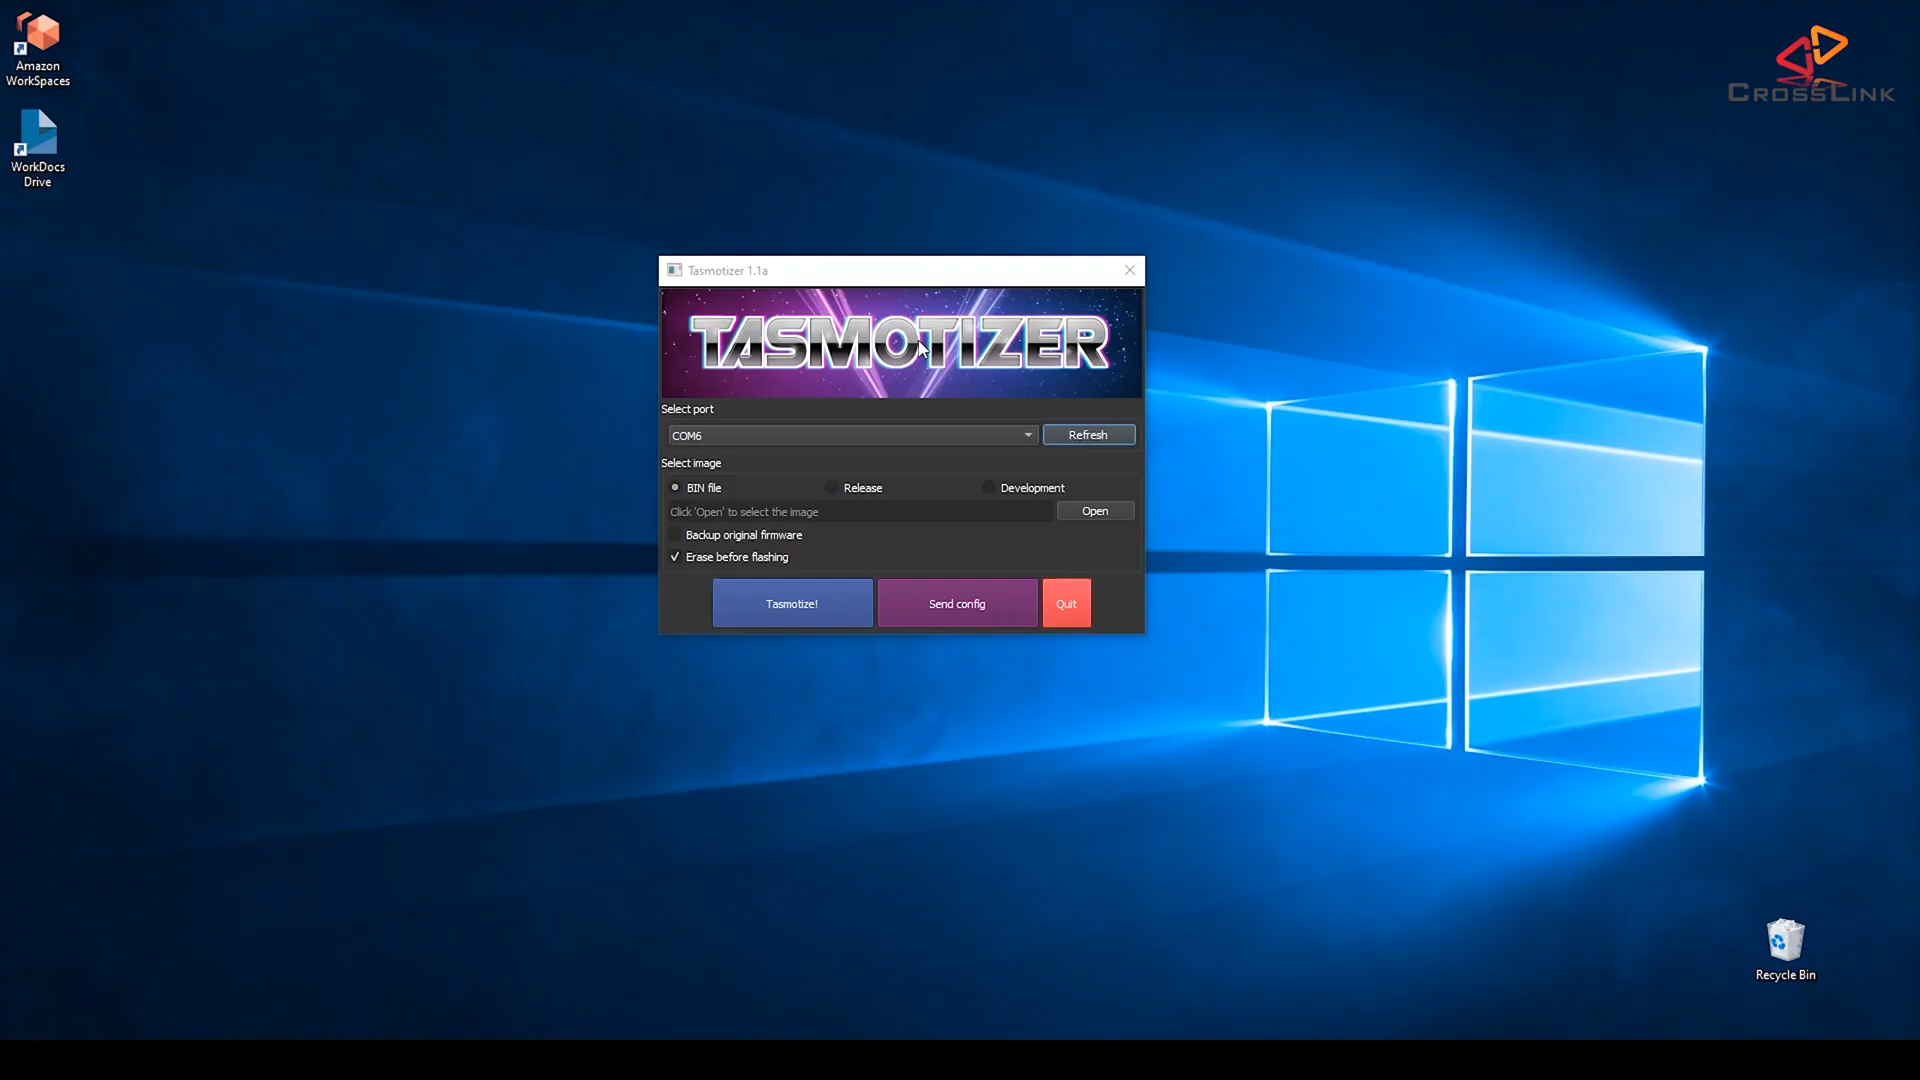 Amazon
WorkSpaces
WorkDocs
Drive
CROSSLINK
Tasmotizer 1.1a
TASMOTIZER
Select port
COM6
Refresh
Select image
BIN file
Release
Development
Click 'Open' to select the image
Open
Backup original firmware
Erase before flashing
Tasmotize!
Send config
Quit
Recycle Bin